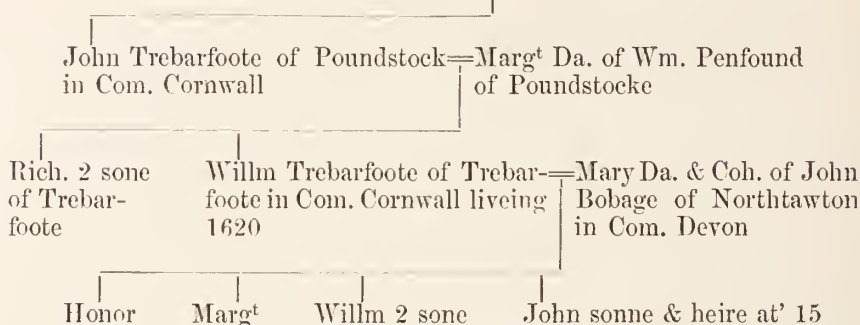 John Trebarfoote of Poundstock=Margᵗ Da. of Wm. Penfound
in Com. Cornwall
of Poundstocke
Rich. 2 sone
of Trebar-
foote
Willm Trebarfoote of Trebar-
foote in Com. Cornwall liveing
1620
=Mary Da. & Coh. of John
Bobage of Northtawton
in Com. Devon
Honor
Margᵗ
Willm 2 sone
John sonne & heire at' 15